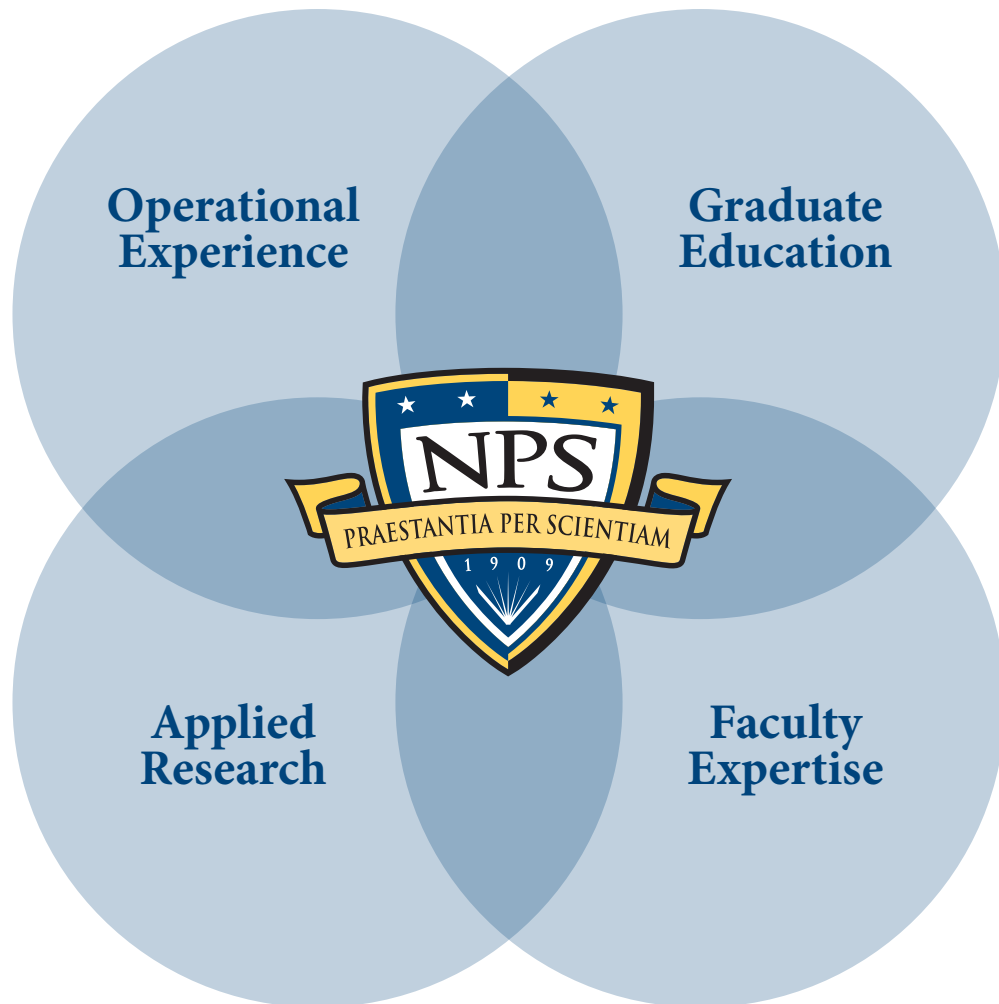 Operational
Experience
Graduate
Education
NPS
PRAESTANTIA PER SCIENTIAM
1909
Applied
Research
Faculty
Expertise